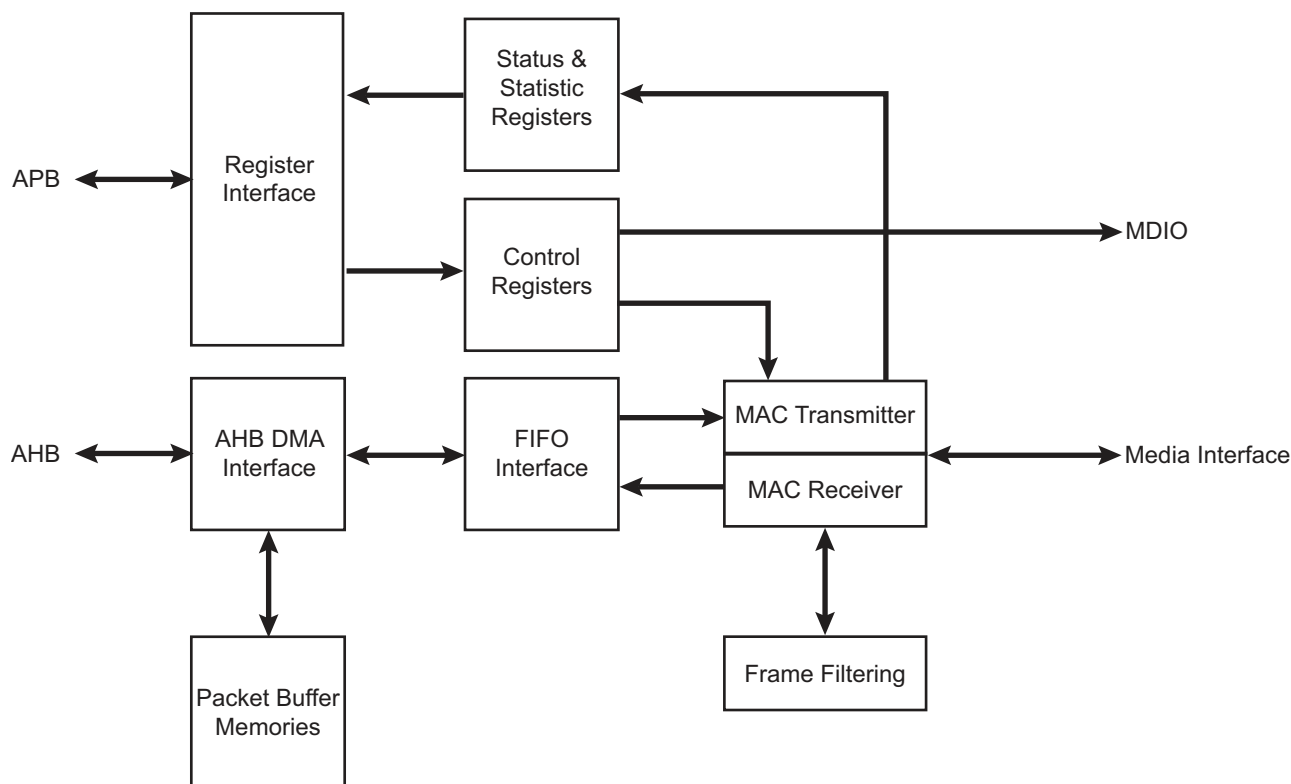 Status &
Statistic
Registers
APB
Register
Interface
Control
Registers
MDIO
AHB
AHB DMA
Interface
FIFO
Interface
MAC Transmitter
MAC Receiver
Media Interface
Packet Buffer
Memories
Frame Filtering